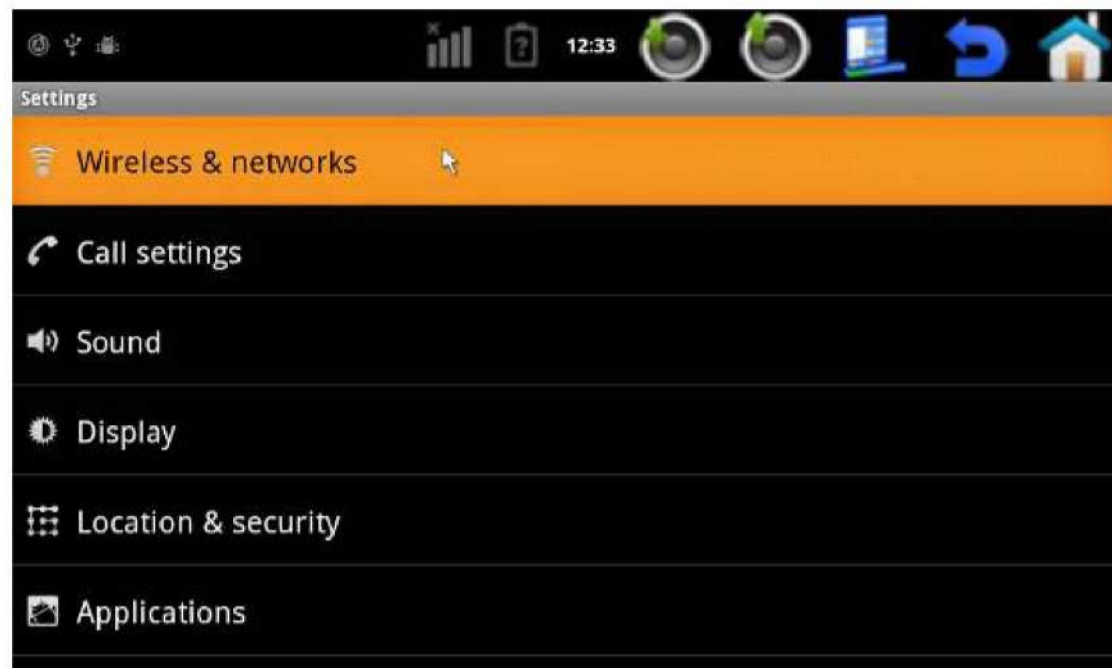 12:33
Settings
Wireless & networks
Call settings
Sound
Display
Location & security
Applications